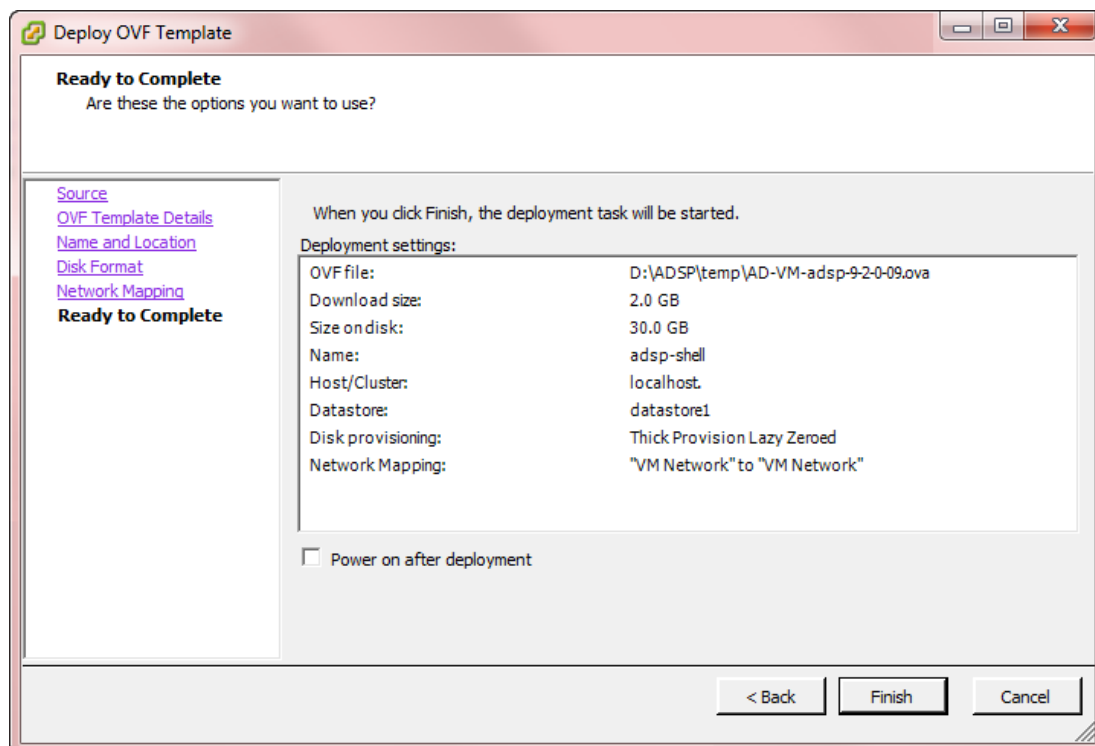 Deploy OVF Template
Ready to Complete
Are these the options you want to use?
Source
OVF Template Details
Name and Location
Disk Format
Network Mapping
Ready to Complete
When you click Finish, the deployment task will be started.
Deployment settings:
OVF file: D:\ADSP\temp\AD-VM-adsp-9-2-0-09.ova
Download size: 2.0 GB
Size on disk: 30.0 GB
Name: adsp-shell
Host/Cluster: localhost.
Datastore: datastore1
Disk provisioning: Thick Provision Lazy Zeroed
Network Mapping: "VM Network" to "VM Network"
Power on after deployment
< Back Finish Cancel